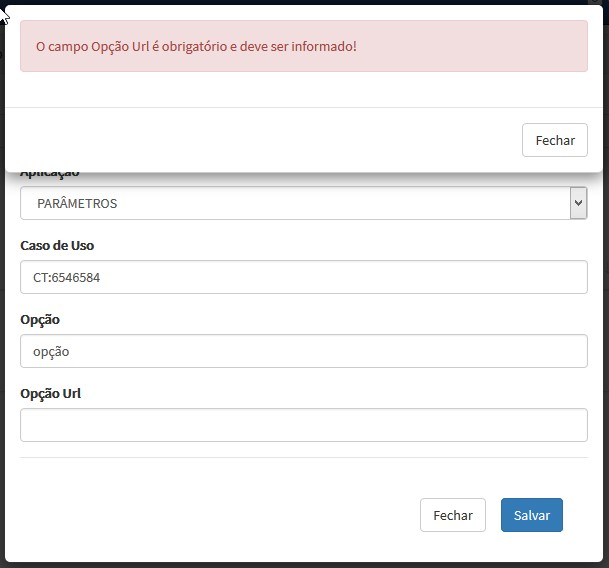 O campo Opção Url é obrigatório e deve ser informado!
Fechar
Aplicação
PARÂMETROS
Caso de Uso
CT:6546584
Opção
opção
Opção Url
Fechar
Salvar